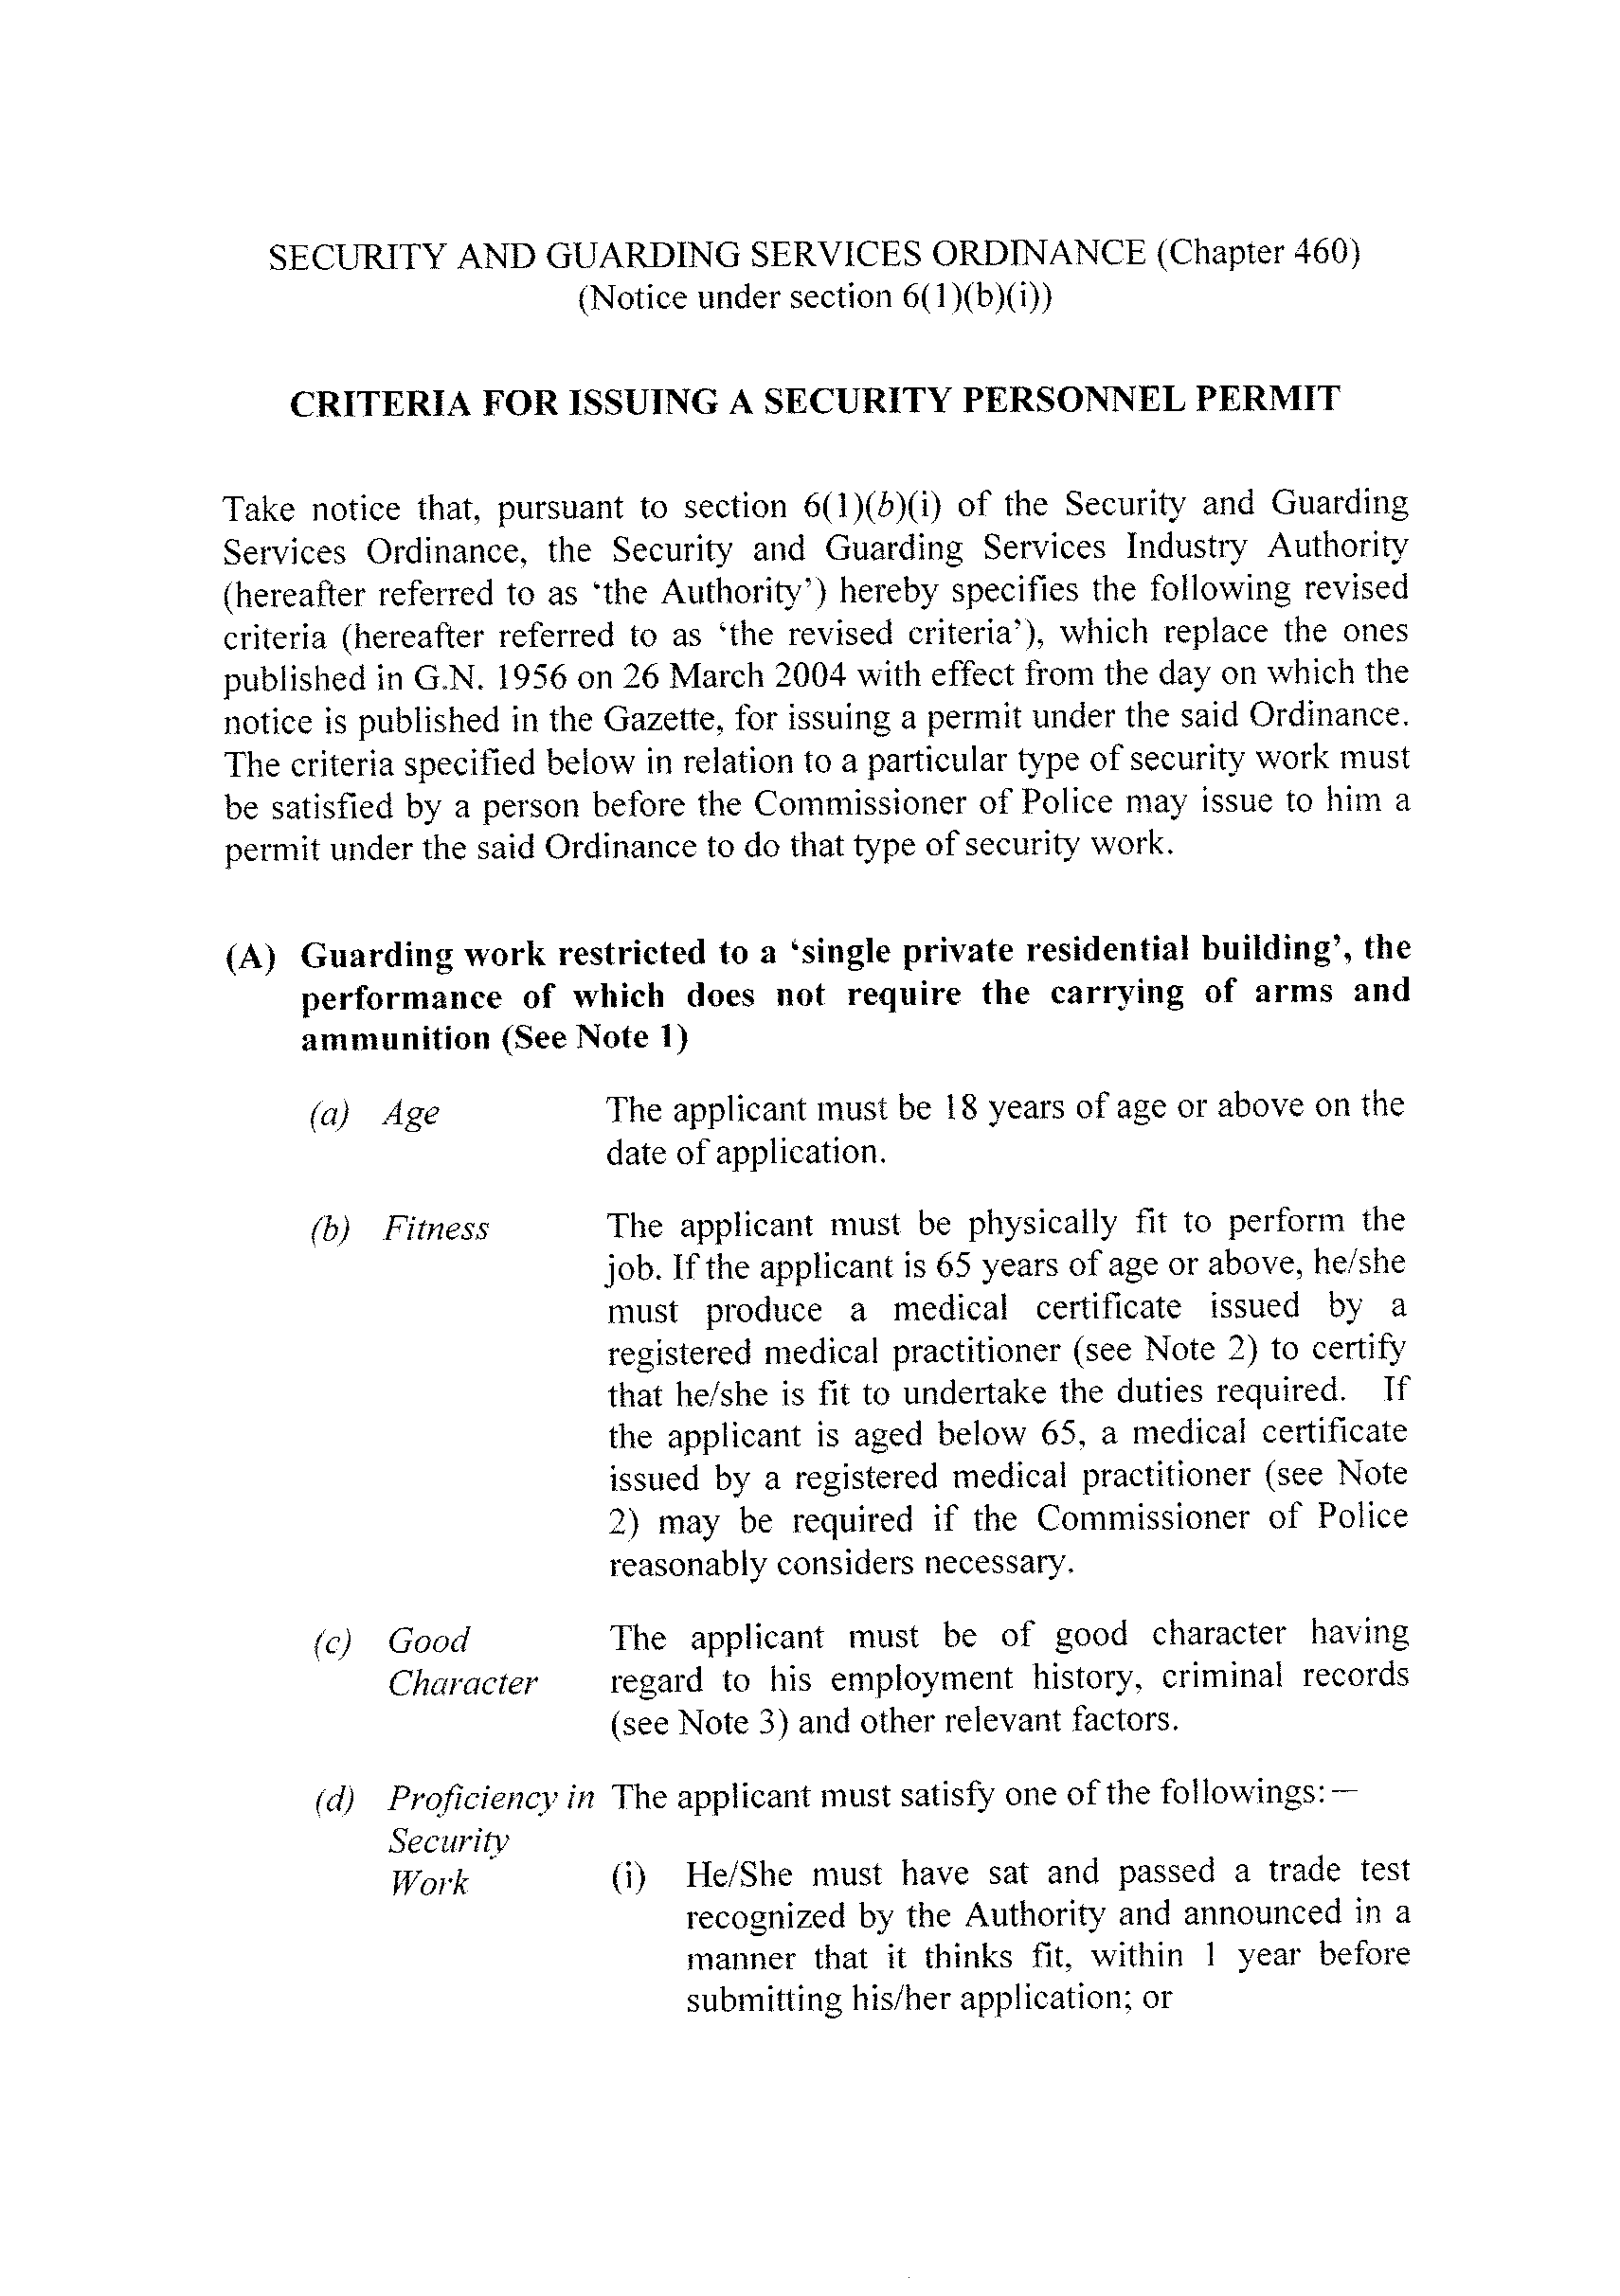 SECURITY AND GUARDING SERVICES ORDINANCE (Chapter 460)
(Notice under section 6(1)(b)(i))
CRITERIA FOR ISSUING A SECURITY PERSONNEL PERMIT
Take notice that, pursuant to section 6(1)(b)(i) of the Security and Guarding
Services Ordinance, the Security and Guarding Services Industry Authority
(hereafter referred to as ‘the Authority’) hereby specifies the following revised
criteria (hereafter referred to as ‘the revised criteria’), which replace the ones
published in G.N. 1956 on 26 March 2004 with effect from the day on which the
notice is published in the Gazette, for issuing a permit under the said Ordinance.
The criteria specified below in relation to a particular type of security work must
be satisfied by a person before the Commissioner of Police may issue to him a
permit under the said Ordinance to do that type of security work.
(A) Guarding work restricted to a ‘single private residential building’, the
performance of which does not require the carrying of arms and
ammunition (See Note 1)
(a) Age The applicant must be 18 years of age or above on the
date of application.
(b) Fitness The applicant must be physically fit to perform the
job. If the applicant is 65 years of age or above, he/she
must produce a medical certificate issued by a
registered medical practitioner (see Note 2) to certify
that he/she is fit to undertake the duties required. If
the applicant is aged below 65, a medical certificate
issued by a registered medical practitioner (see Note
2) may be required if the Commissioner of Police
reasonably considers necessary.
(c) Good The applicant must be of good character having
Character regard to his employment history, criminal records
(see Note 3) and other relevant factors.
(d) Proficiency in The applicant must satisfy one of the followings:—
Security
Work (i) He/She must have sat and passed a trade test
recognized by the Authority and announced in a
manner that it thinks fit, within 1 year before
submitting his/her application; or